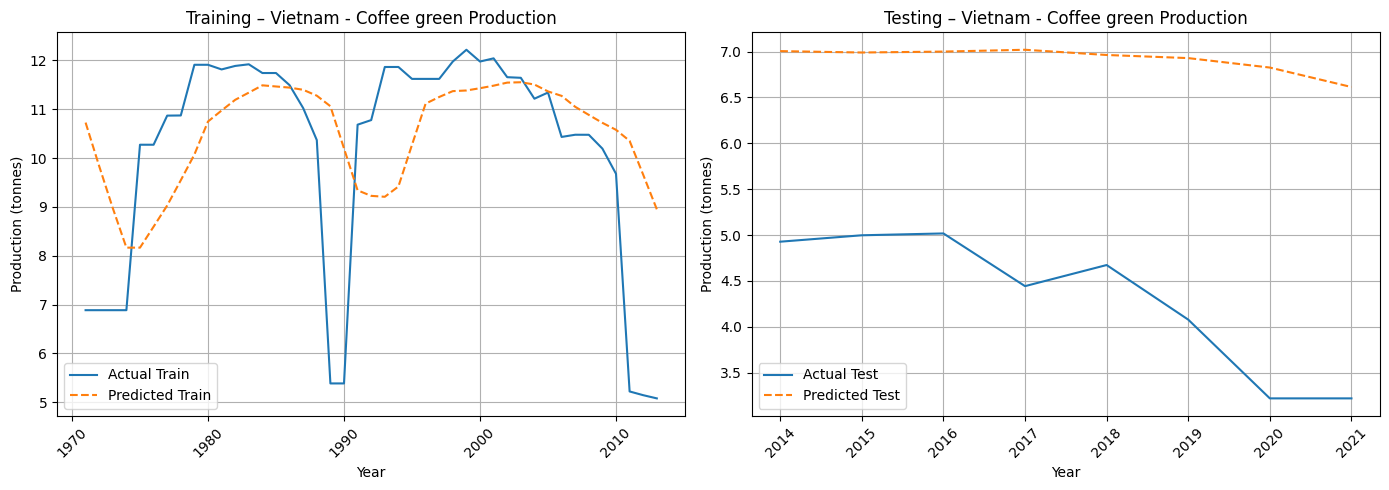 Training – Vietnam - Coffee green Production
Production (tonnes)
12
11
10
9
8
7
6
5
Actual Train
Predicted Train
1970
1980
1990
2000
2010
Year
Testing – Vietnam - Coffee green Production
Production (tonnes)
7.0
6.5
6.0
5.5
5.0
4.5
4.0
3.5
Actual Test
Predicted Test
2014
2015
2016
2017
2018
2019
2020
2021
Year